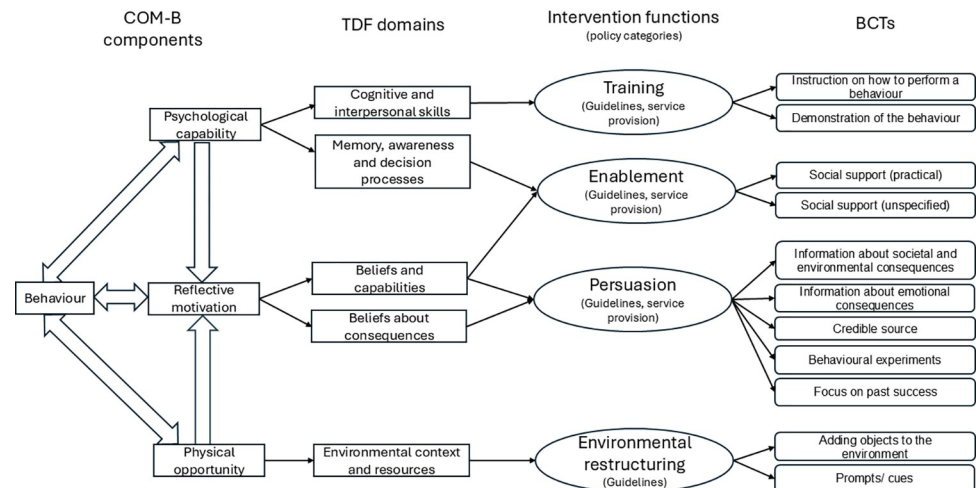 COM-B
components
TDF domains
Intervention functions
(policy categories)
BCTs
Psychological
capability
Cognitive and
interpersonal skills
Memory, awareness
and decision
processes
Training
(Guidelines, service
provision)
Instruction on how to perform a
behaviour
Demonstration of the behaviour
Enablement
(Guidelines, service
provision)
Social support (practical)
Social support (unspecified)
Behaviour
Reflective
motivation
Beliefs and
capabilities
Beliefs about
consequences
Persuasion
(Guidelines, service
provision)
Information about societal and
environmental consequences
Information about emotional
consequences
Credible source
Behavioural experiments
Focus on past success
Physical
opportunity
Environmental context
and resources
Environmental
restructuring
(Guidelines)
Adding objects to the
environment
Prompts/ cues